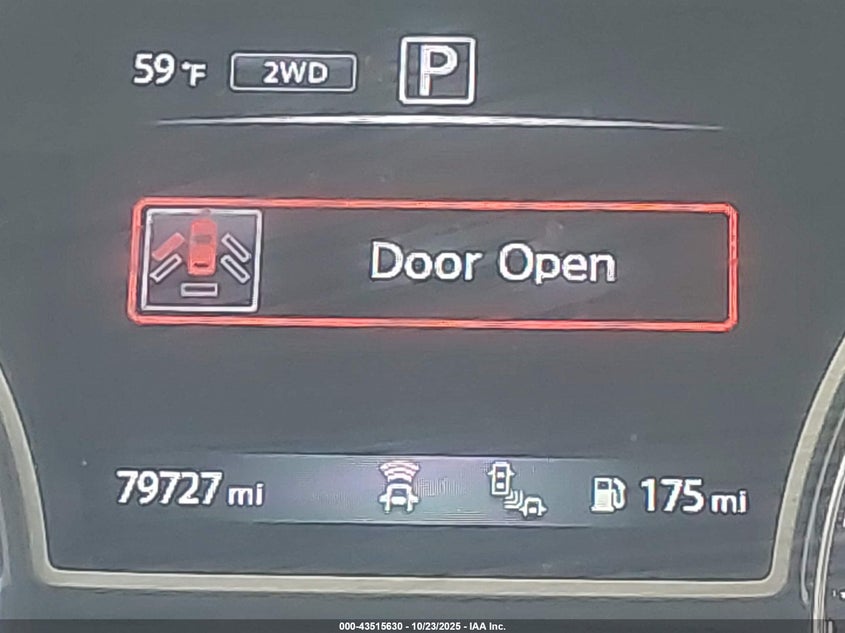 59°F 2WD P
Door Open
79727 mi 175 mi
000-43515630 - 10/23/2025 - IAA Inc.